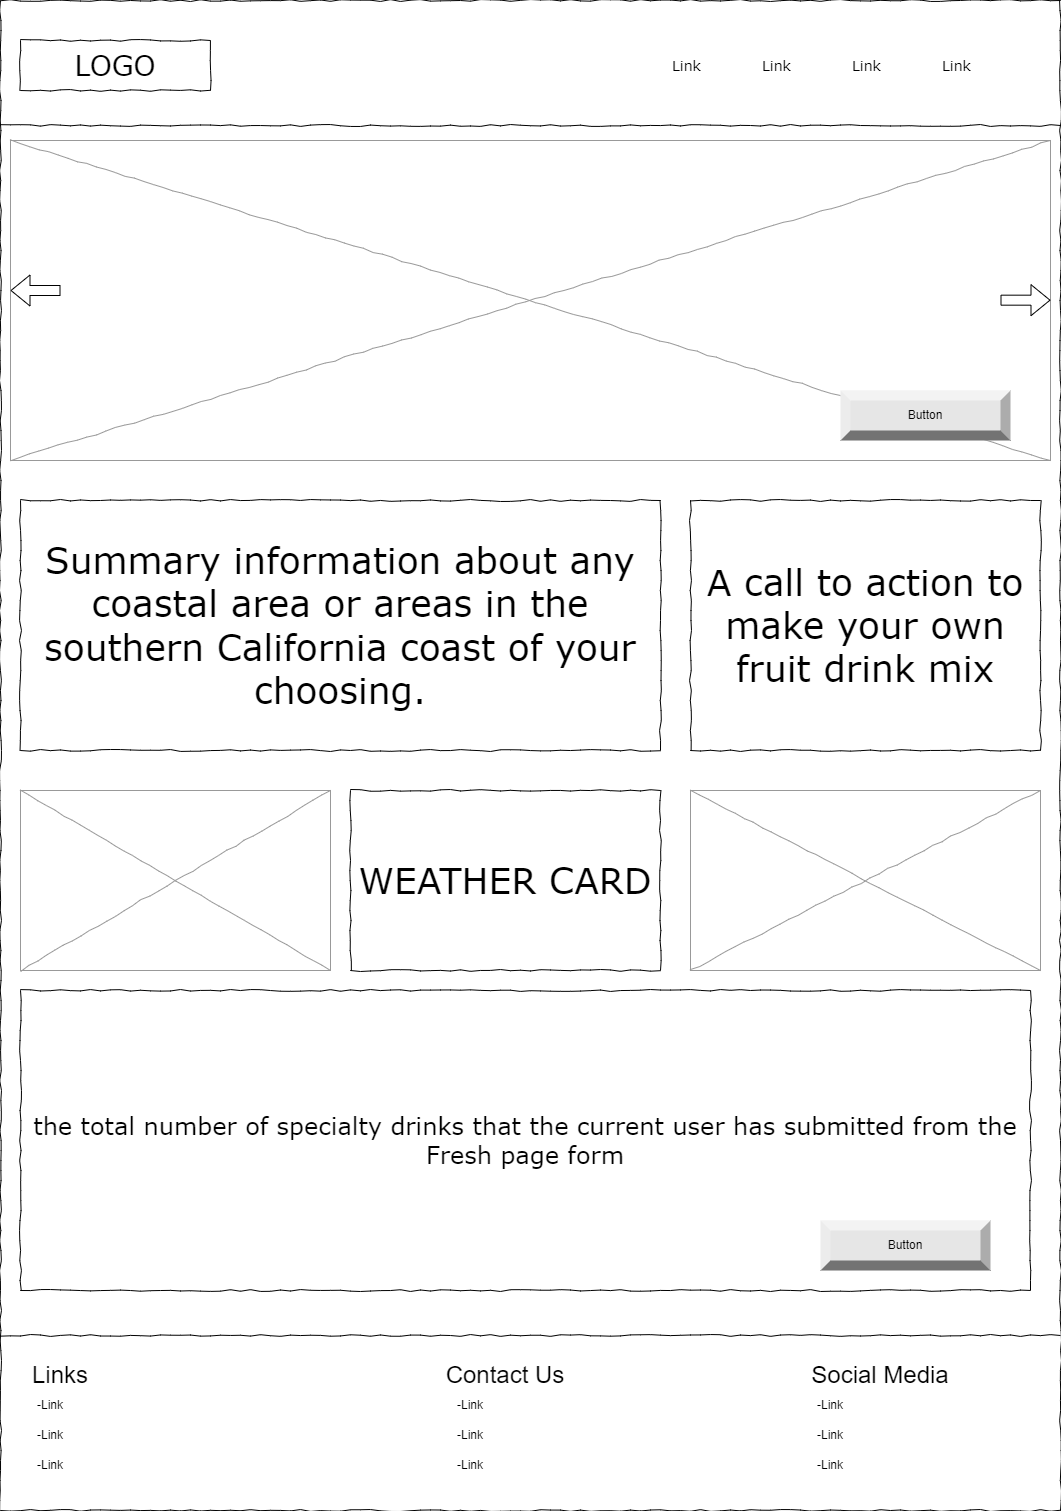 LOGO
Link Link Link Link
Button
Summary information about any
coastal area or areas in the
southern California coast of your
choosing.
A call to action to
make your own
fruit drink mix
WEATHER CARD
the total number of specialty drinks that the current user has submitted from the
Fresh page form
Button
Links
-Link
-Link
-Link
Contact Us
-Link
-Link
-Link
Social Media
-Link
-Link
-Link